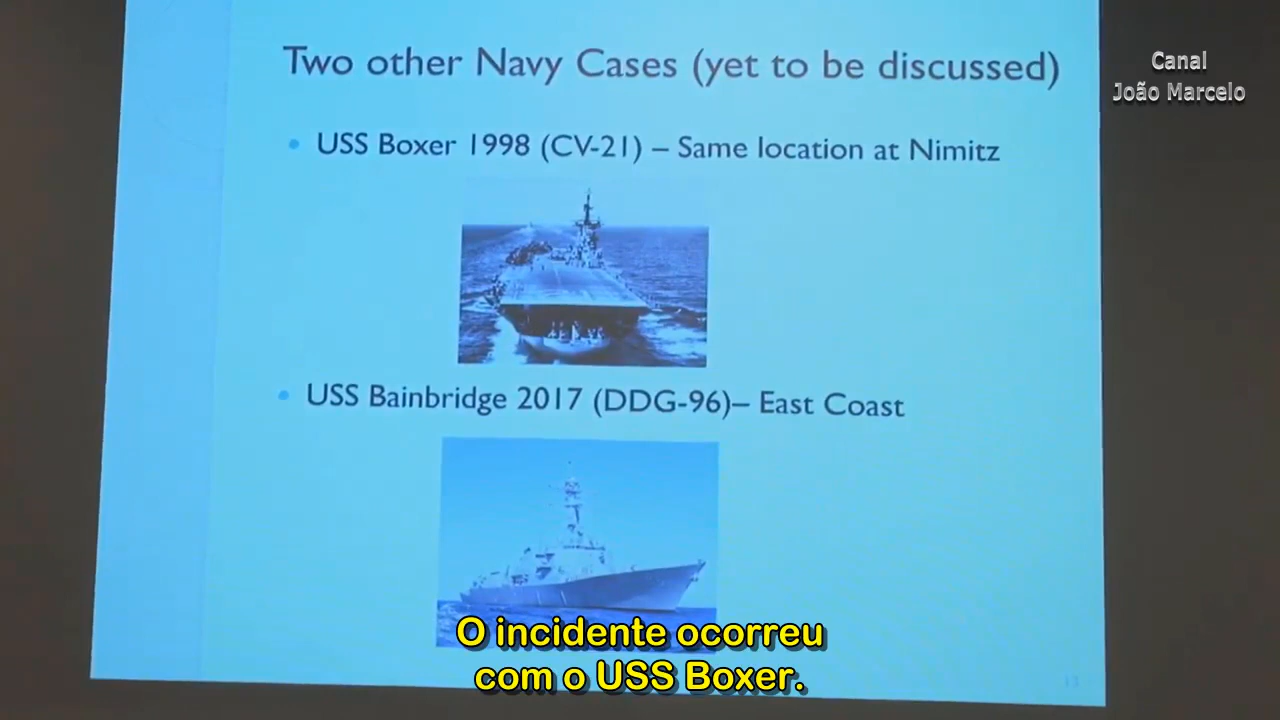 Two other Navy Cases (yet to be discussed)
Canal
João Marcelo
• USS Boxer 1998 (CV-21) – Same location at Nimitz
• USS Bainbridge 2017 (DDG-96)– East Coast
O incidente ocorreu
com o USS Boxer.
13